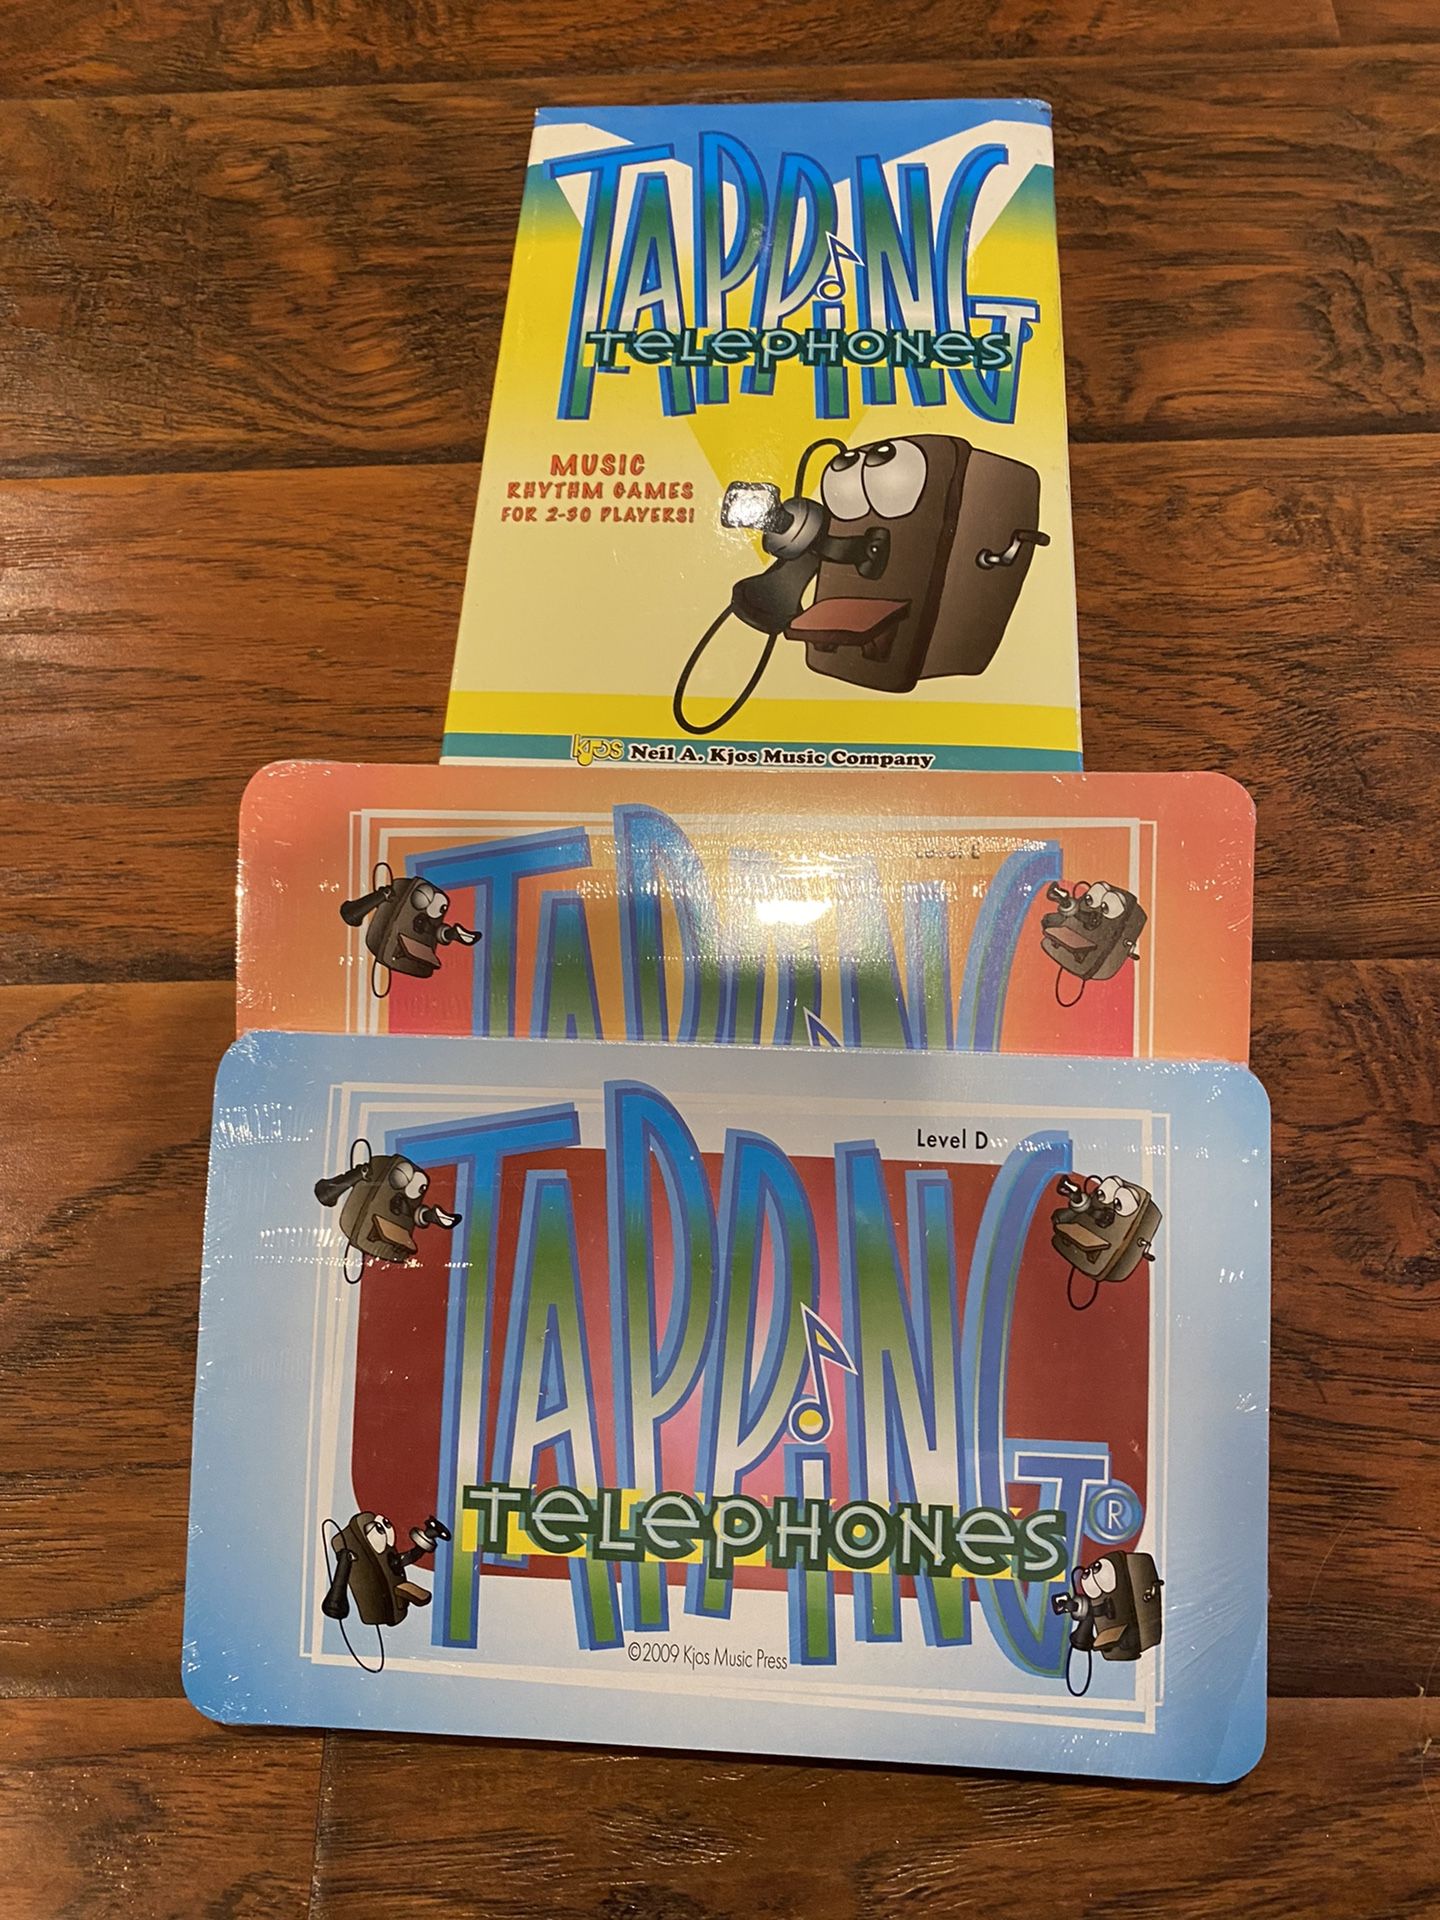 TAPPiNG
TELEPHONES
MUSIC
RHYTHM GAMES
FOR 2-30 PLAYERS!
kjos Neil A. Kjos Music Company
TAPPiNG
Level D
TAPPiNG
TELEPHONES®
©2009 Kjos Music Press